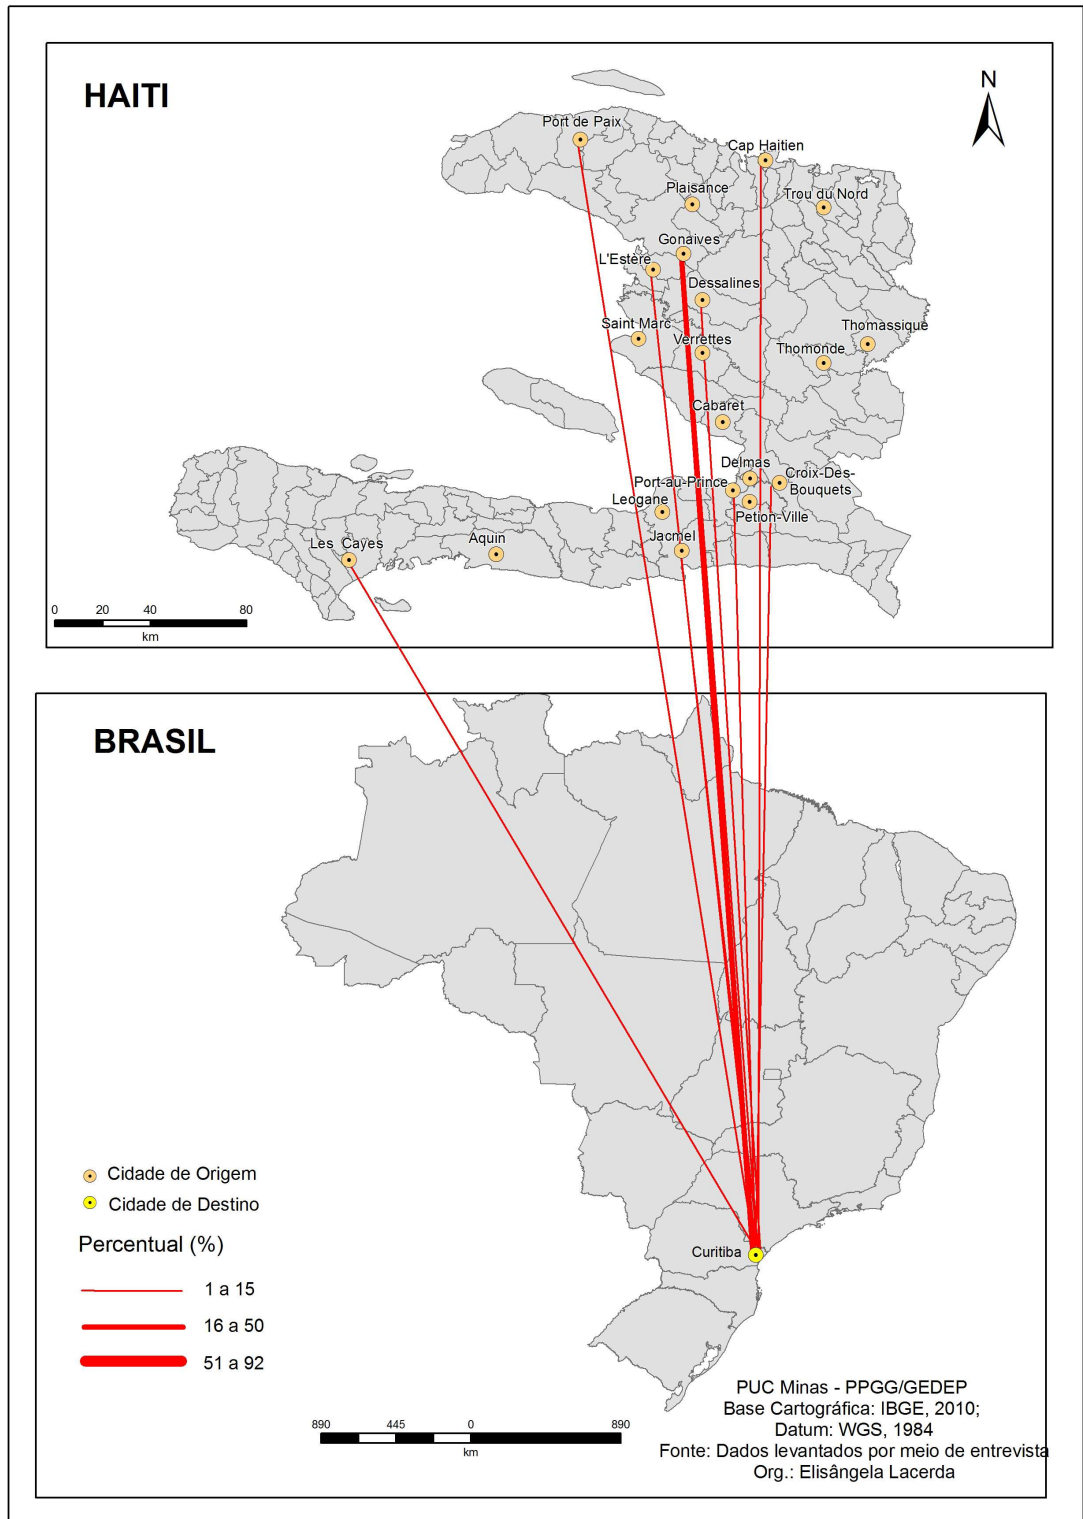 HAITI
N
Port de Paix
Cap Haitien
Plaisance
Trou du Nord
Gonaives
L'Estère
Dessalines
Saint Marc
Thomassique
Verrettes
Thomonde
Cabaret
Delmas
Croix-Des-
Bouquets
Port-au-Prince
Leogane
Petion-Ville
Jacmel
Les Cayes
Aquin
0 20 40 80
km
BRASIL
Cidade de Origem
Cidade de Destino
Percentual (%)
1 a 15
16 a 50
51 a 92
Curitiba
890 445 0 890
km
PUC Minas - PPGG/GEDEP
Base Cartográfica: IBGE, 2010;
Datum: WGS, 1984
Fonte: Dados levantados por meio de entrevista
Org.: Elisângela Lacerda